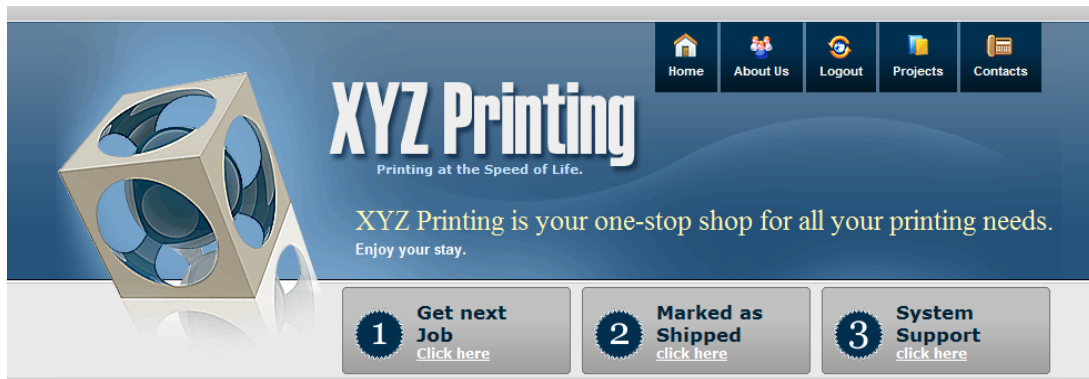 Home About Us Logout Projects Contacts
XYZ Printing
Printing at the Speed of Life.
XYZ Printing is your one-stop shop for all your printing needs.
Enjoy your stay.
1
Get next
Job
Click here
2
Marked as
Shipped
click here
3
System
Support
click here